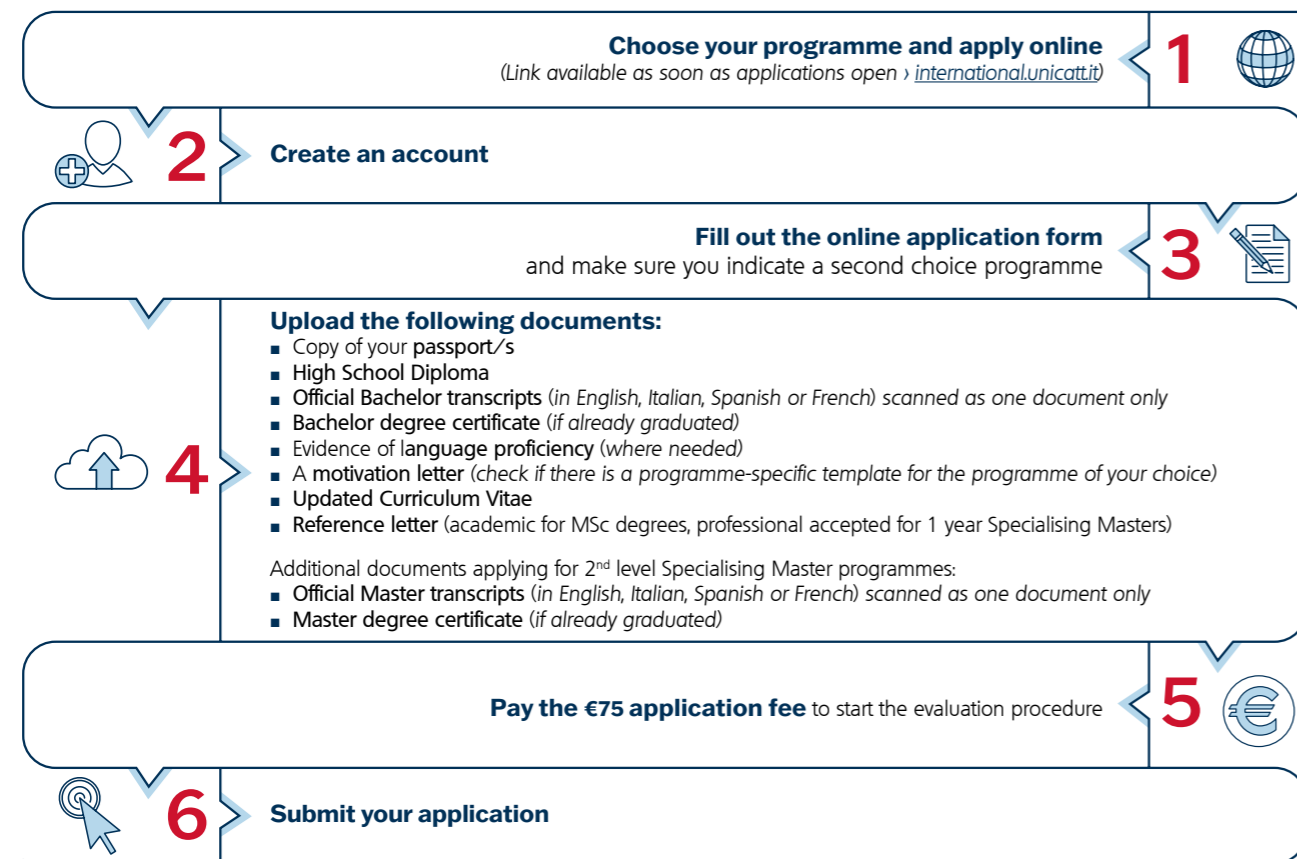 Choose your programme and apply online
(Link available as soon as applications open › international.unicatt.it)
1
2
Create an account
Fill out the online application form
and make sure you indicate a second choice programme
3
Upload the following documents:
■ Copy of your passport/s
■ High School Diploma
■ Official Bachelor transcripts (in English, Italian, Spanish or French) scanned as one document only
■ Bachelor degree certificate (if already graduated)
■ Evidence of language proficiency (where needed)
■ A motivation letter (check if there is a programme-specific template for the programme of your choice)
■ Updated Curriculum Vitae
■ Reference letter (academic for MSc degrees, professional accepted for 1 year Specialising Masters)
4
Additional documents applying for 2nd level Specialising Master programmes:
■ Official Master transcripts (in English, Italian, Spanish or French) scanned as one document only
■ Master degree certificate (if already graduated)
Pay the €75 application fee to start the evaluation procedure
5
€
6
Submit your application